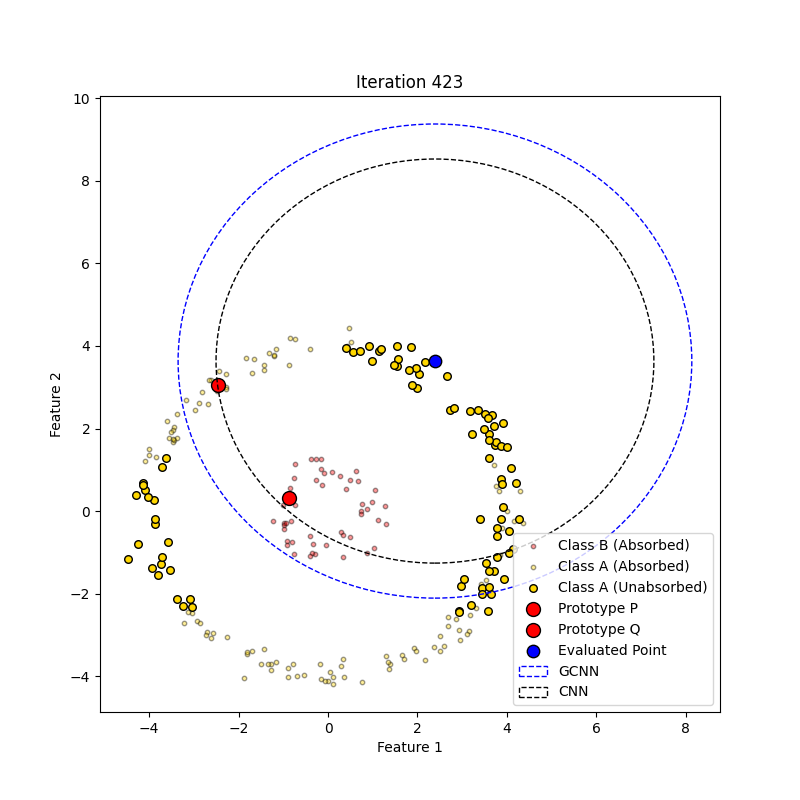 Iteration 423
10
8
6
4
2
0
−2
−4
Feature 2
−4
−2
0
2
4
6
8
Feature 1
Class B (Absorbed)
Class A (Absorbed)
Class A (Unabsorbed)
Prototype P
Prototype Q
Evaluated Point
GCNN
CNN